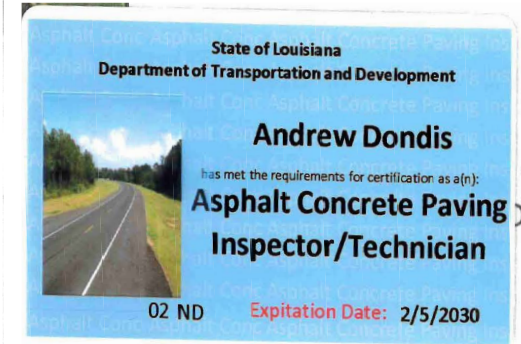 State of Louisiana
Department of Transportation and Development
Andrew Dondis
has met the requirements for certification as a(n):
Asphalt Concrete Paving
Inspector/Technician
02 ND
Expitation Date: 2/5/2030